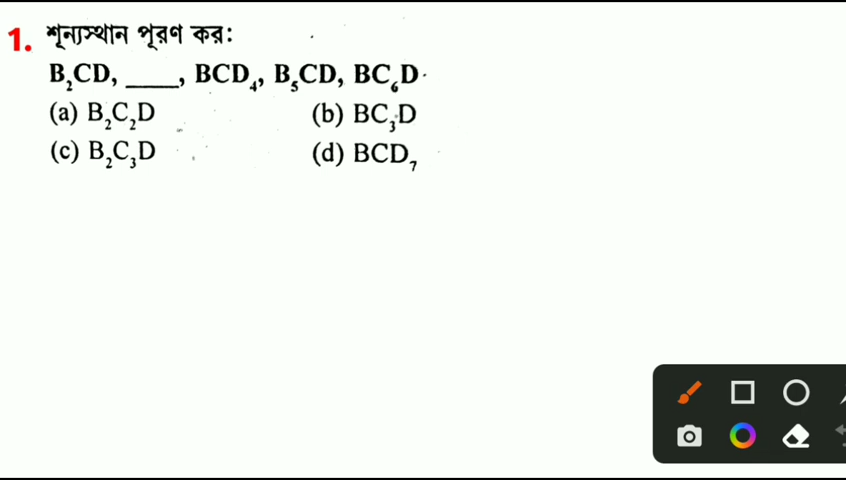 1. শূন্যস্থান পূরণ কর:
B₂CD, ____, BCD₄, B₅CD, BC₆D
(a) B₂C₂D (b) BC₃D
(c) B₂C₃D (d) BCD₇